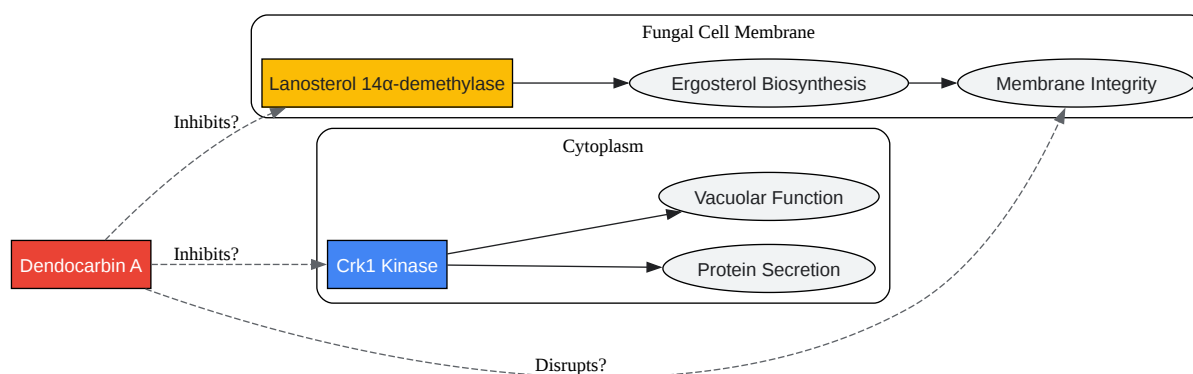 Fungal Cell Membrane
Lanosterol 14α-demethylase
Ergosterol Biosynthesis
Membrane Integrity
Inhibits?
Cytoplasm
Vacuolar Function
Inhibits?
Dendocarbin A
Crk1 Kinase
Protein Secretion
Disrupts?